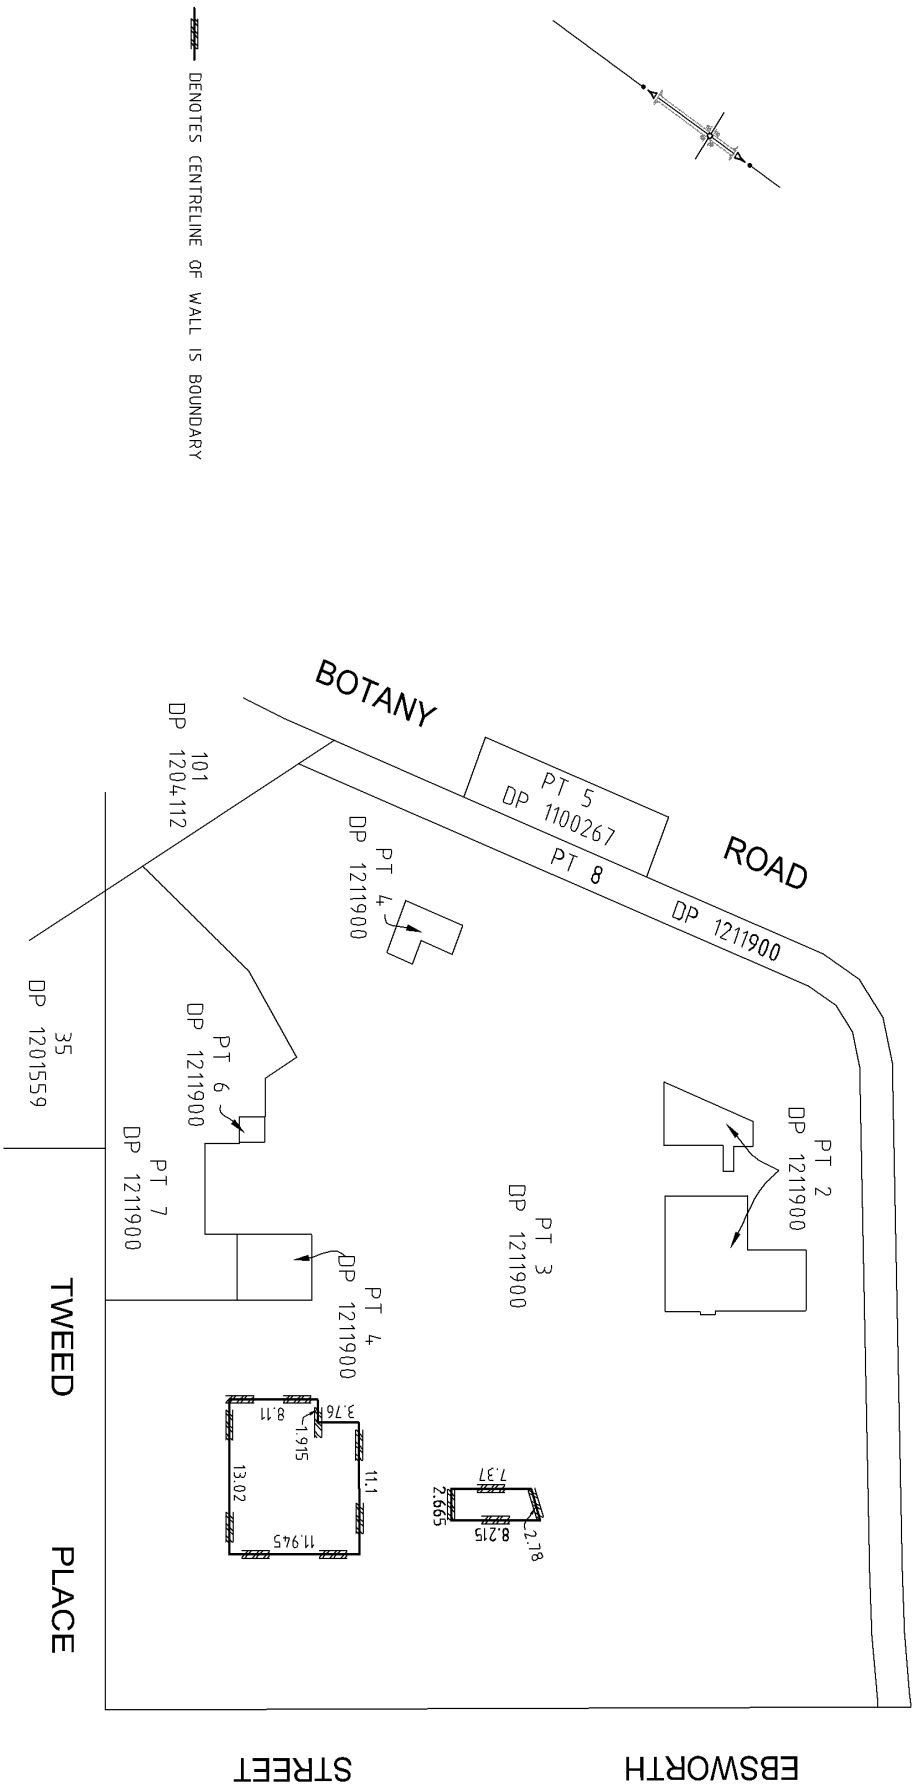 DENOTES CENTRELINE OF WALL IS BOUNDARY
BOTANY
ROAD
PT 5
DP 1100267
PT 8
DP 1211900
101
DP 1204112
PT 4
DP 1211900
35
DP 1201559
PT 6
DP 1211900
PT 7
DP 1211900
PT 2
DP 1211900
PT 3
DP 1211900
PT 4
DP 1211900
8.11
1.915
3.76
11.1
13.02
11.945
7.37
2.665
8.215
2.78
TWEED
PLACE
EBSWORTH
STREET